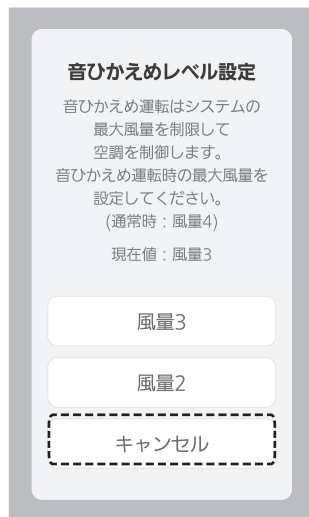 音ひかえめレベル設定
音ひかえめ運転はシステムの
最大風量を制限して
空調を制御します。
音ひかえめ運転時の最大風量を
設定してください。
(通常時：風量4)
現在値：風量3
風量3
風量2
キャンセル